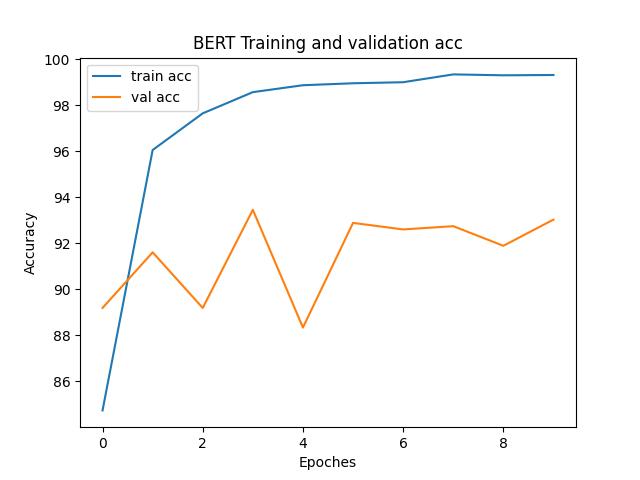 BERT Training and validation acc
train acc
val acc
100
98
96
94
92
90
88
86
Accuracy
0 2 4 6 8
Epoches